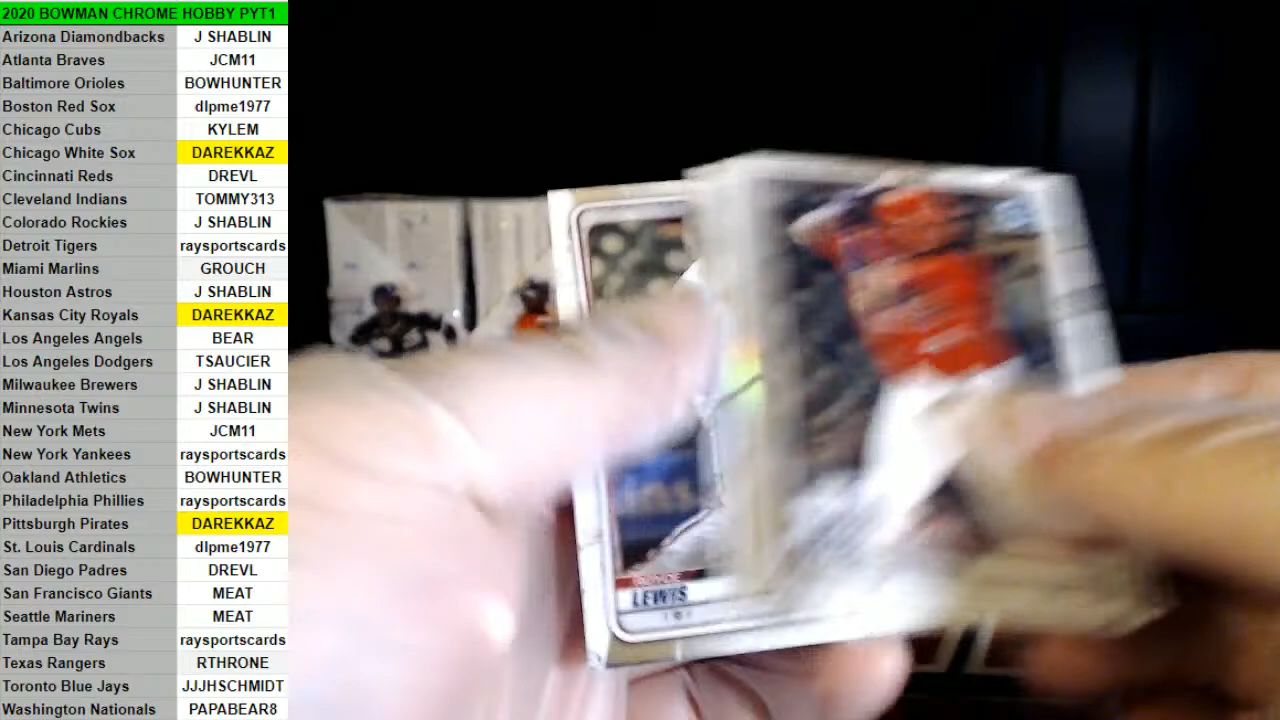 2020 BOWMAN CHROME HOBBY PYT1
Arizona Diamondbacks J SHABLIN
Atlanta Braves JCM11
Baltimore Orioles BOWHUNTER
Boston Red Sox dlpme1977
Chicago Cubs KYLEM
Chicago White Sox DAREKKAZ
Cincinnati Reds DREVL
Cleveland Indians TOMMY313
Colorado Rockies J SHABLIN
Detroit Tigers raysportscards
Miami Marlins GROUCH
Houston Astros J SHABLIN
Kansas City Royals DAREKKAZ
Los Angeles Angels BEAR
Los Angeles Dodgers TSAUCIER
Milwaukee Brewers J SHABLIN
Minnesota Twins J SHABLIN
New York Mets JCM11
New York Yankees raysportscards
Oakland Athletics BOWHUNTER
Philadelphia Phillies raysportscards
Pittsburgh Pirates DAREKKAZ
St. Louis Cardinals dlpme1977
San Diego Padres DREVL
San Francisco Giants MEAT
Seattle Mariners MEAT
Tampa Bay Rays raysportscards
Texas Rangers RTHRONE
Toronto Blue Jays JJJHSCHMIDT
Washington Nationals PAPABEAR8
LEWIS